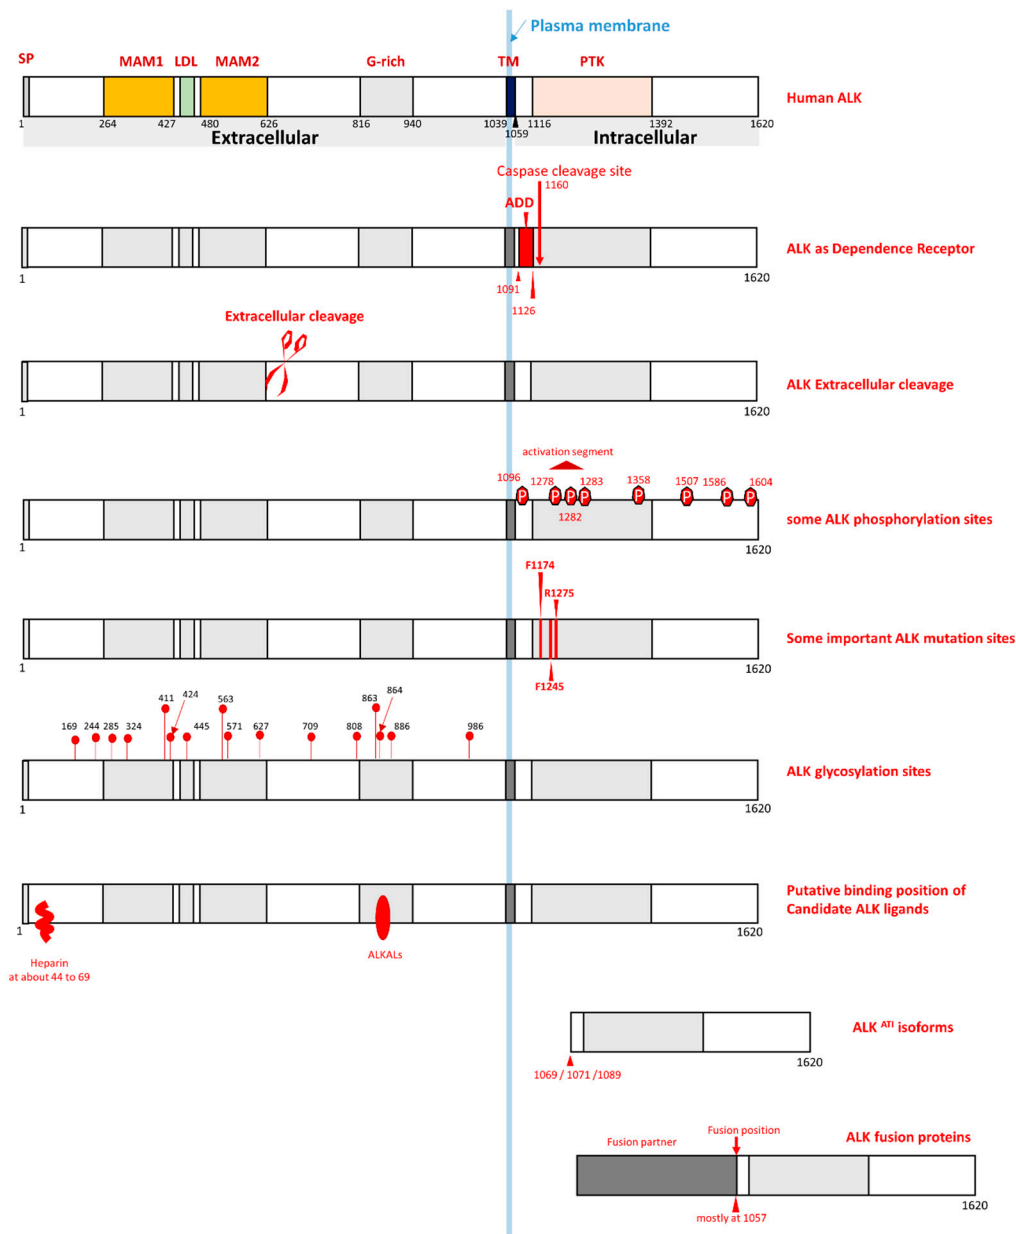 Plasma membrane
SP MAM1 LDL MAM2 G-rich TM PTK
Human ALK
1 264 427 480 626 816 940 1039 1059 1116 1392 1620
Extracellular Intracellular
Caspase cleavage site
1160
ADD
ALK as Dependence Receptor
1 1091 1126 1620
Extracellular cleavage
ALK Extracellular cleavage
1 1620
activation segment
1096 1278 1283 1358 1507 1586 1604
P P P P P P P P
1282
some ALK phosphorylation sites
1 1620
F1174
R1275
Some important ALK mutation sites
1 F1245 1620
411 424 563 863 864
169 244 285 324 445 571 627 709 808 886 986
ALK glycosylation sites
1 1620
Putative binding position of
Candidate ALK ligands
1 1620
Heparin
at about 44 to 69
ALKALs
ALK ATI isoforms
1620
1069 / 1071 /1089
Fusion position
Fusion partner
ALK fusion proteins
1620
mostly at 1057